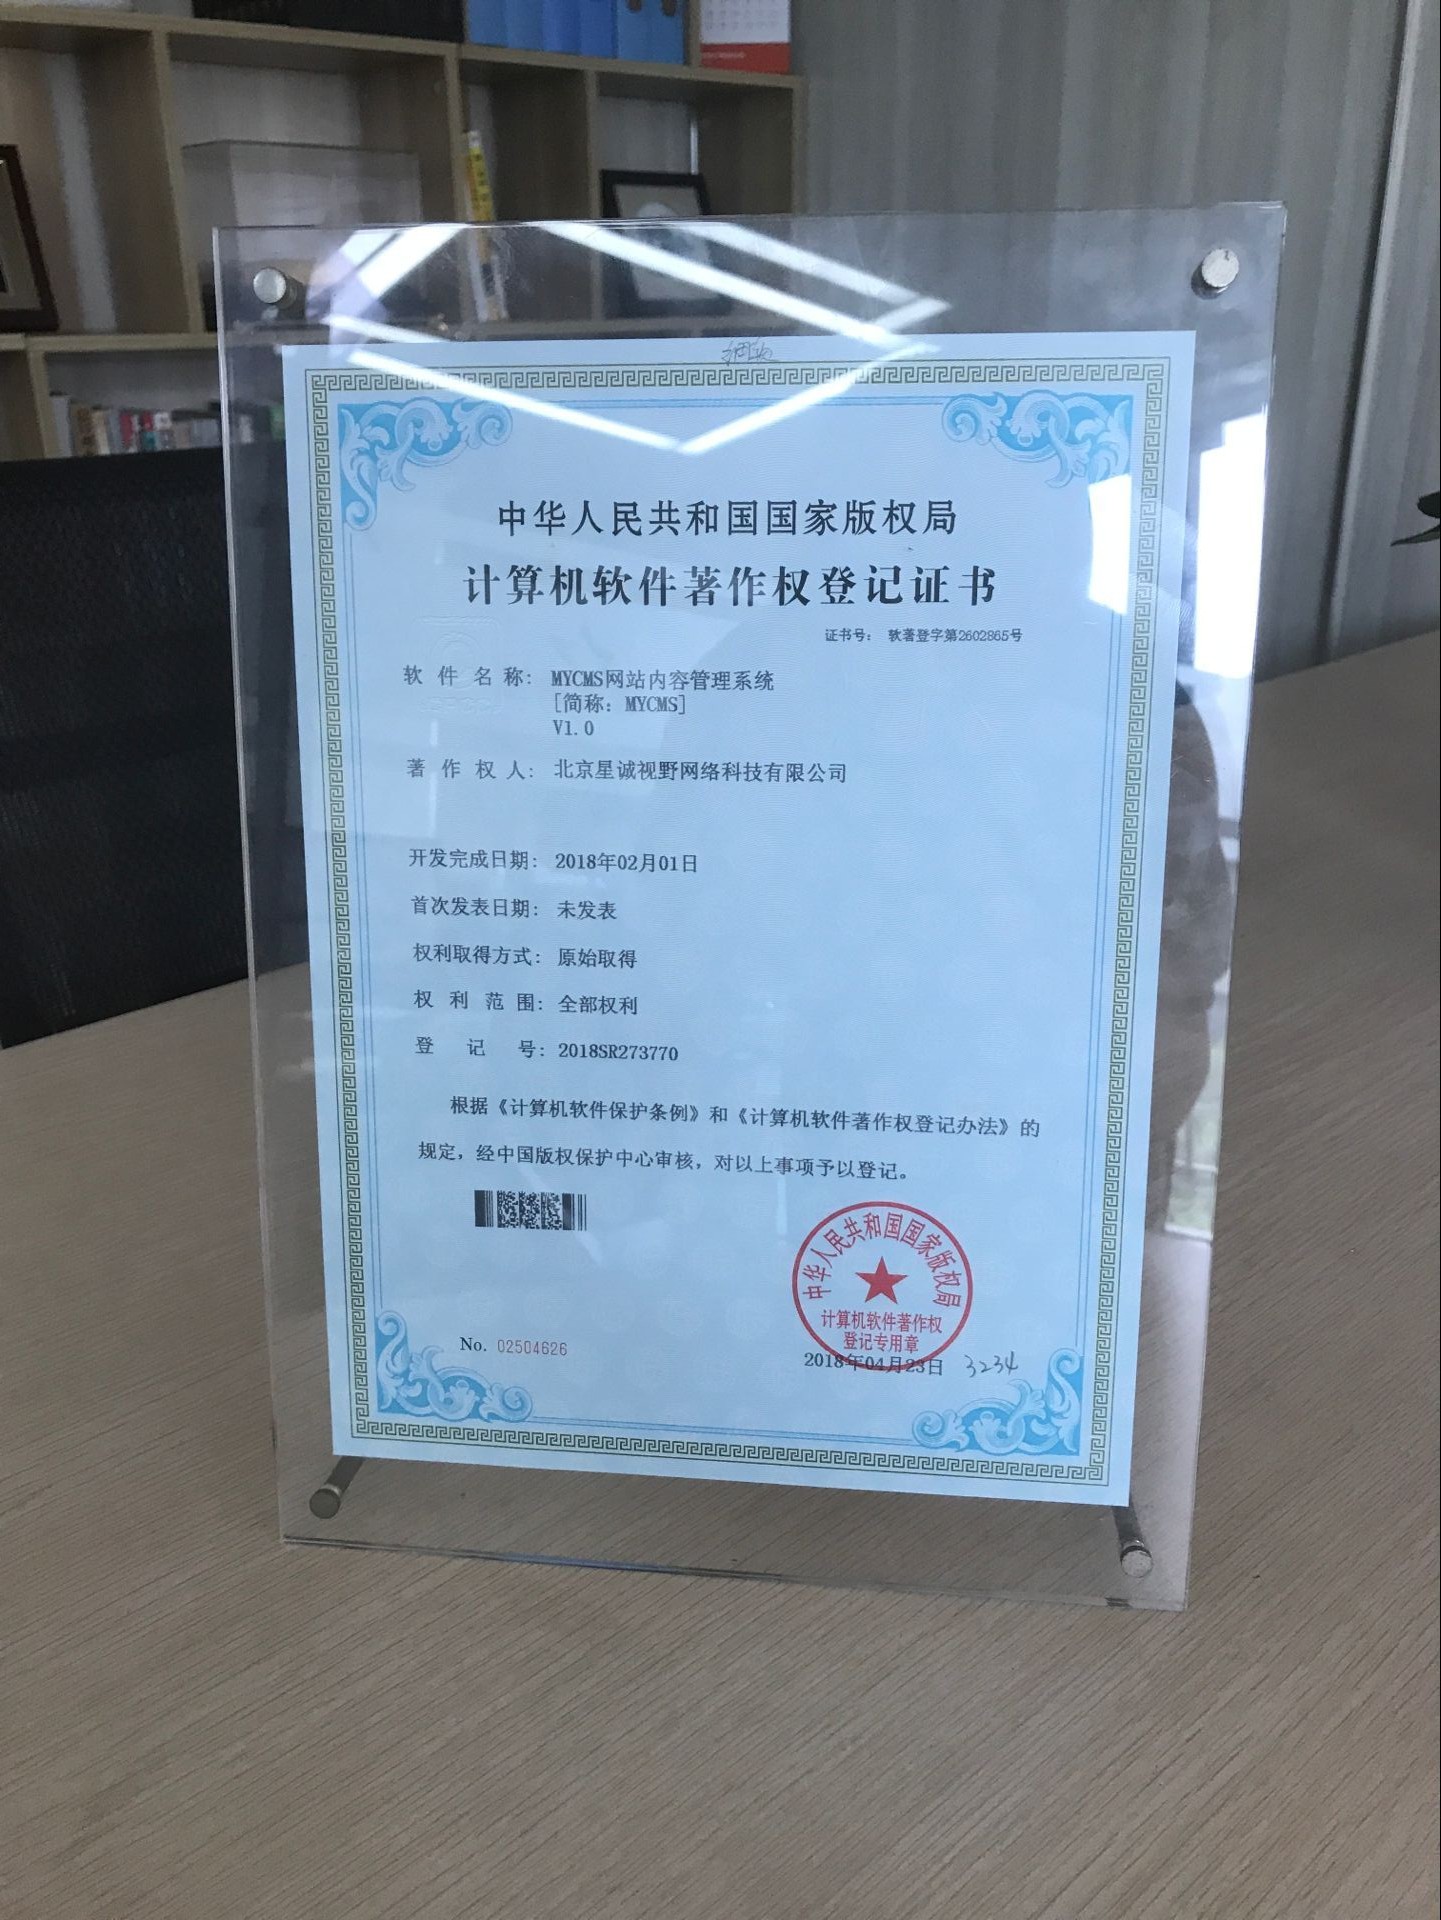 中华人民共和国国家版权局
计算机软件著作权登记证书
证书号： 软著登字第2602865号
软件名称： MYCMS网站内容管理系统
[简称：MYCMS]
V1.0
著作权人： 北京星诚视野网络科技有限公司
开发完成日期： 2018年02月01日
首次发表日期： 未发表
权利取得方式： 原始取得
权利范围： 全部权利
登记号： 2018SR273770
根据《计算机软件保护条例》和《计算机软件著作权登记办法》的
规定，经中国版权保护中心审核，对以上事项予以登记。
中华人民共和国国家版权局
计算机软件著作权
登记专用章
No. 02504626
2018年04月23日 3234